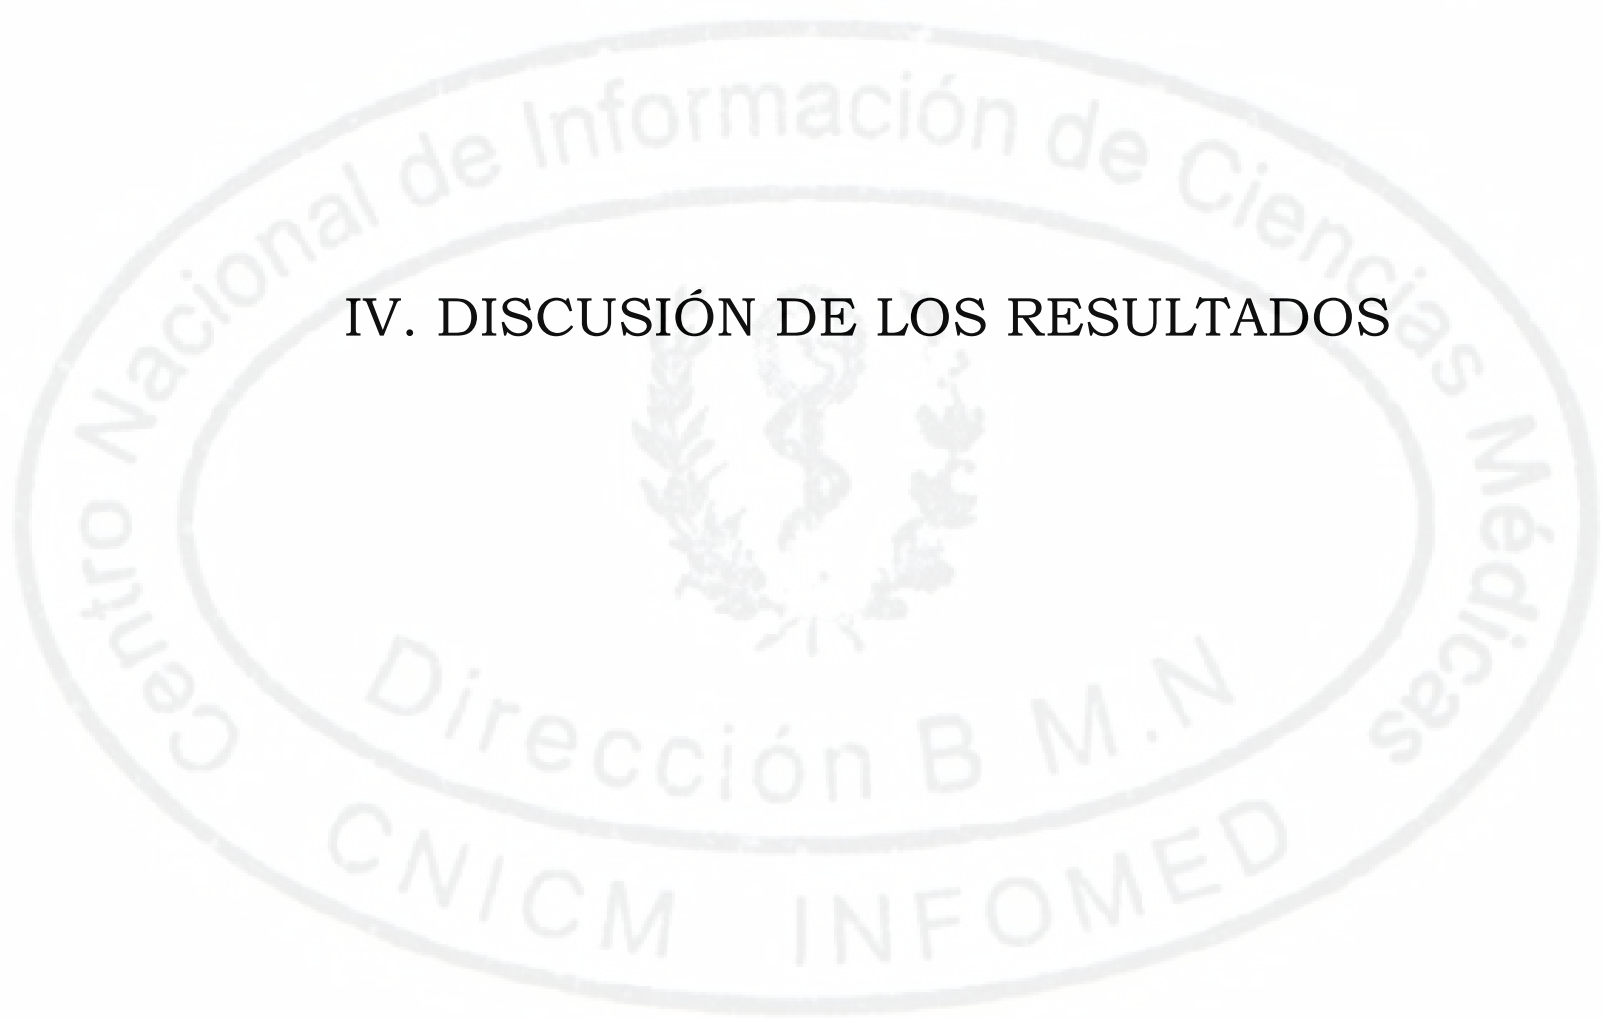 Centro Nacional de Información de Ciencias Médicas
IV. DISCUSIÓN DE LOS RESULTADOS
Dirección B M.N
CNICM INFOMED